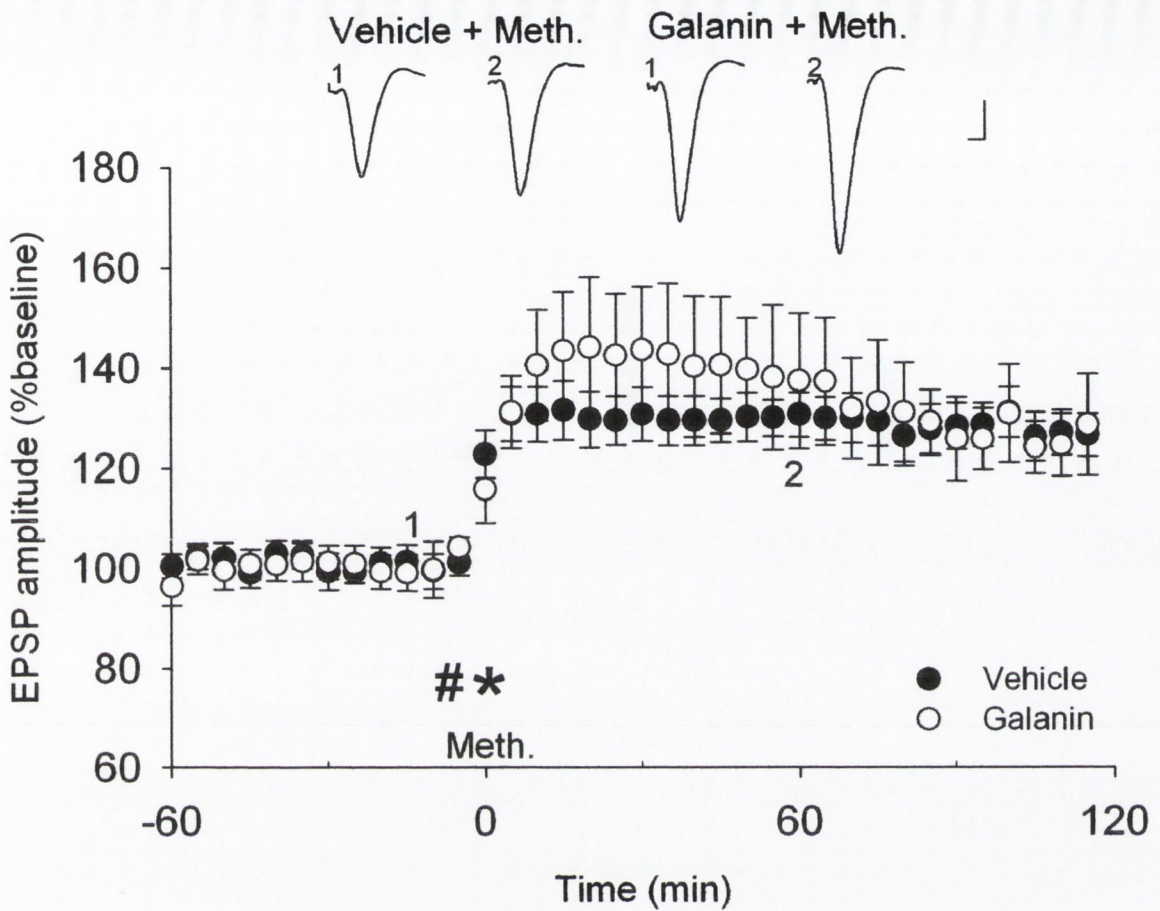 Vehicle + Meth. Galanin + Meth.
1 2 1 2
180
160
140
120
100
80
60
EPSP amplitude (%baseline)
1
2
# *
Meth.
Vehicle
Galanin
-60 0 60 120
Time (min)